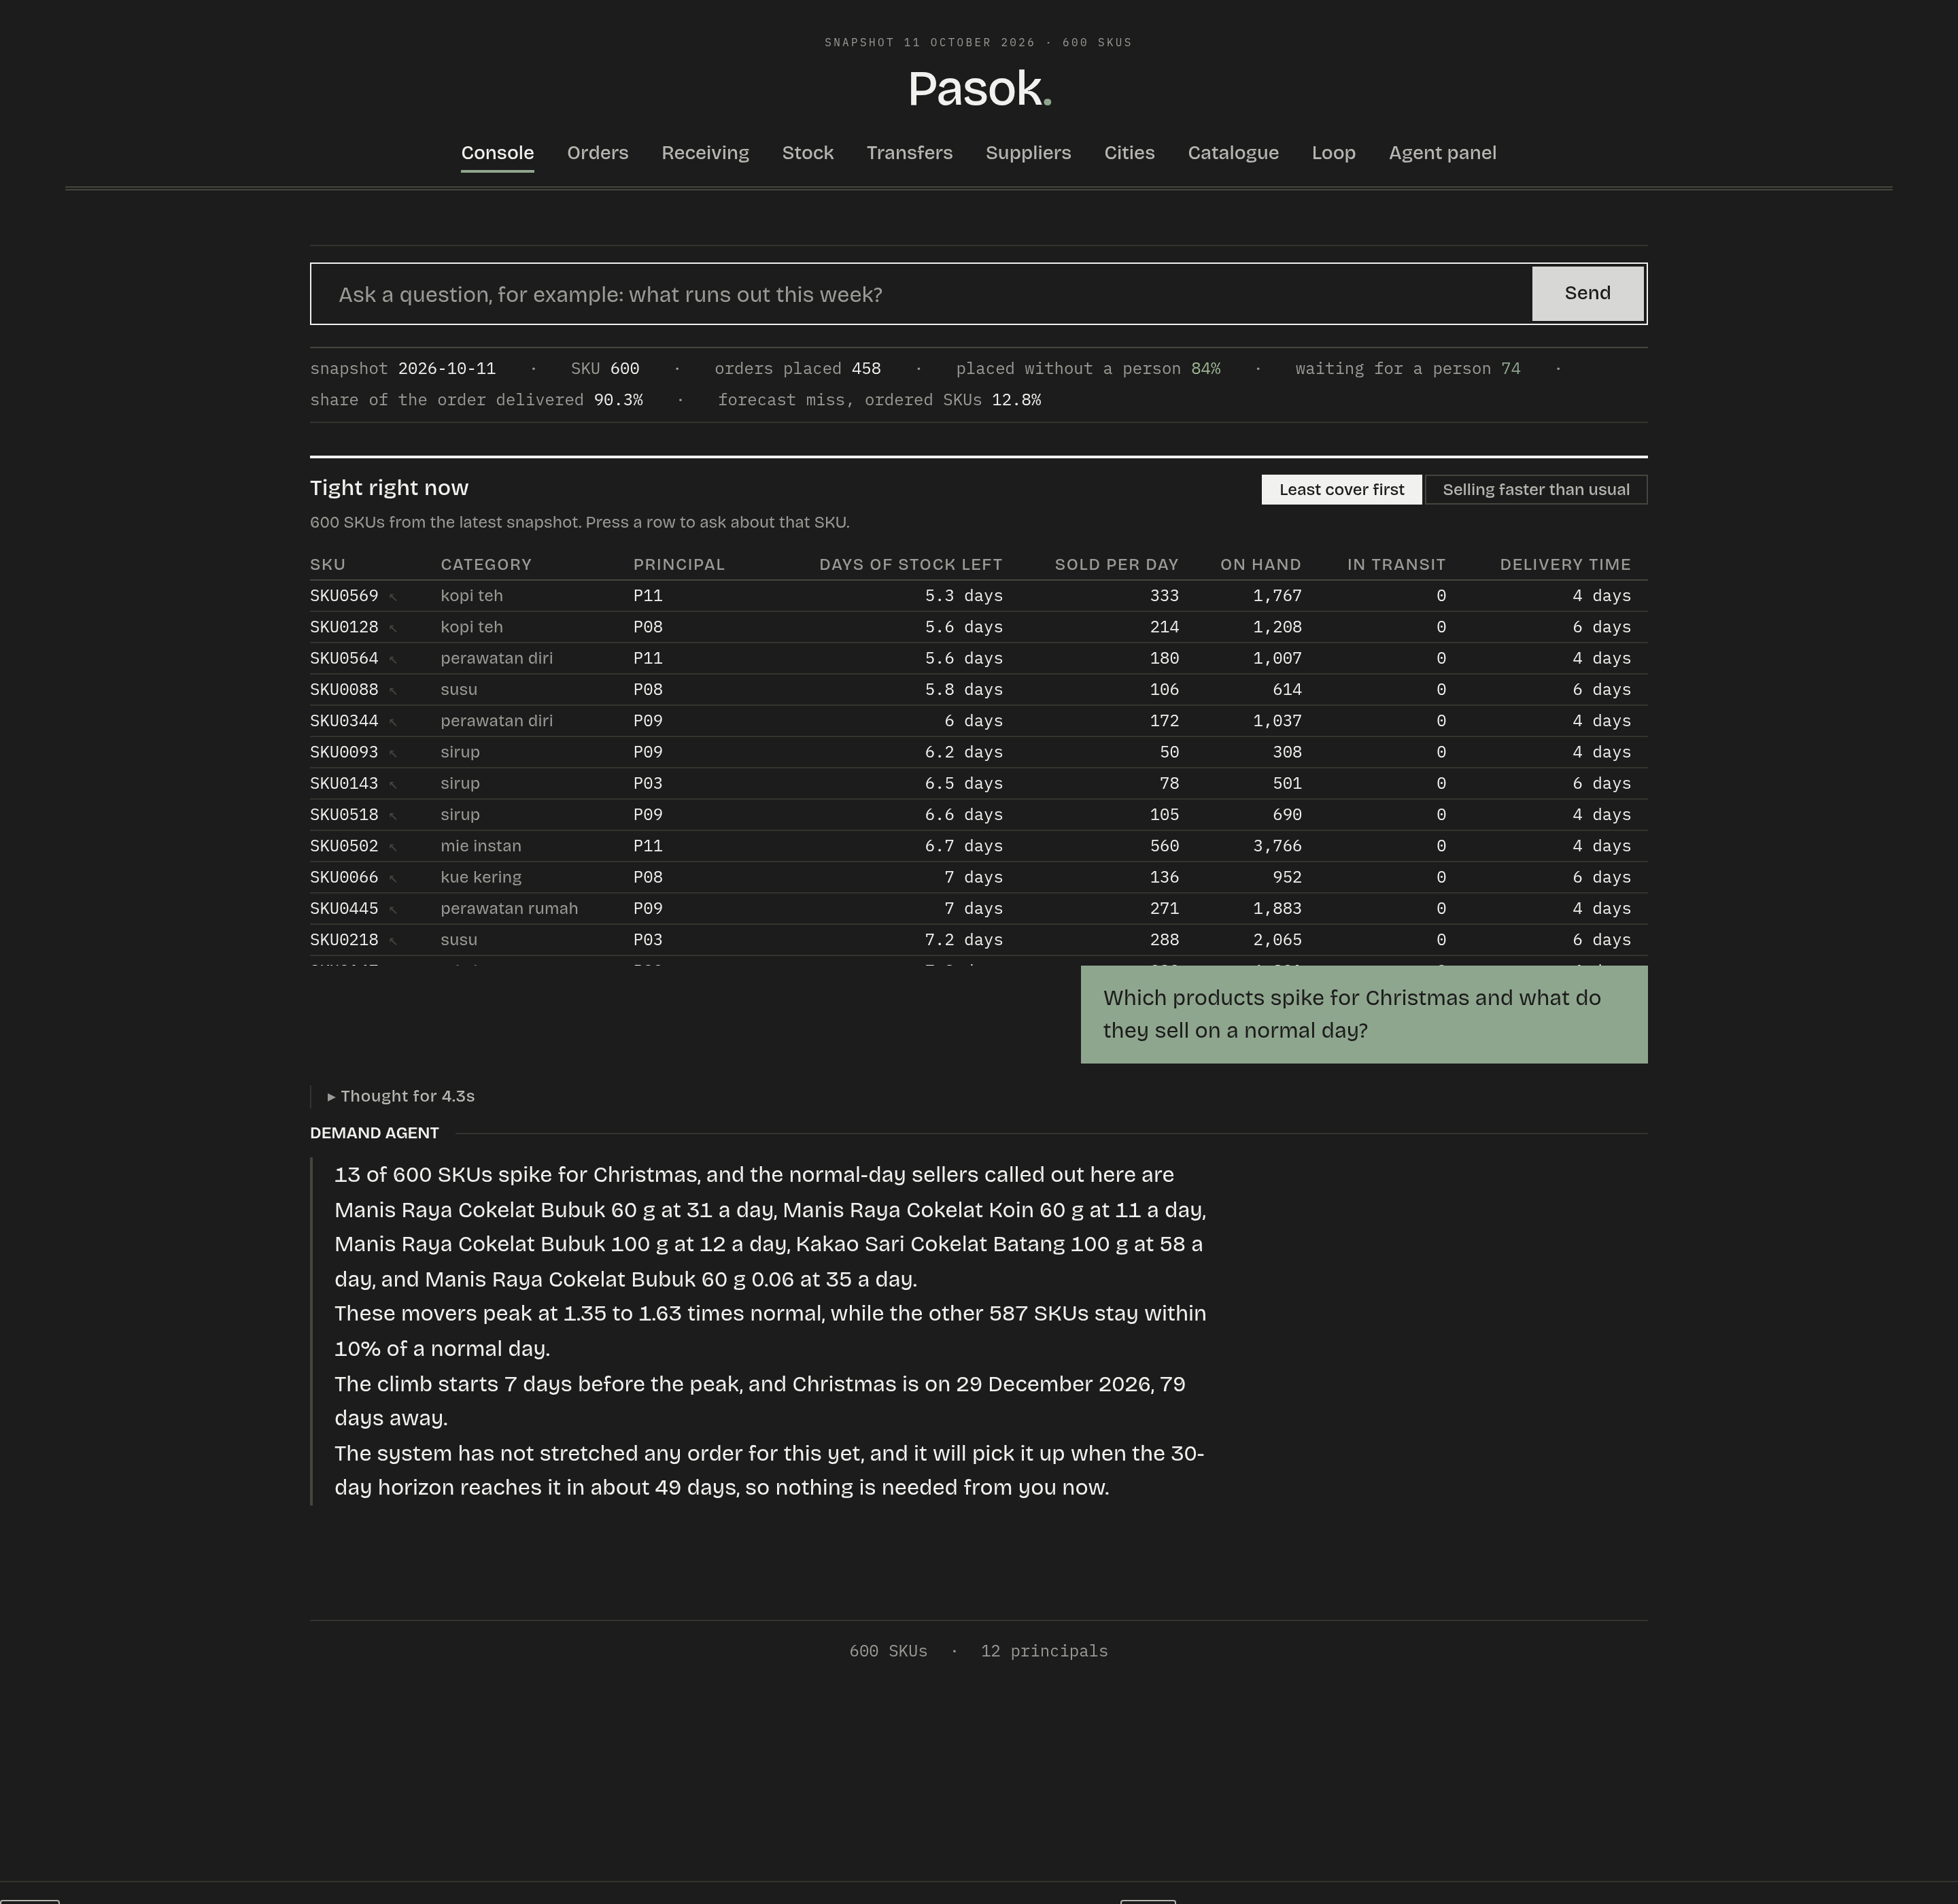 SNAPSHOT 11 OCTOBER 2026 · 600 SKUS
Pasok.
Console Orders Receiving Stock Transfers Suppliers Cities Catalogue Loop Agent panel
Ask a question, for example: what runs out this week? Send
snapshot 2026-10-11 · SKU 600 · orders placed 458 · placed without a person 84% · waiting for a person 74 ·
share of the order delivered 90.3% · forecast miss, ordered SKUs 12.8%
Tight right now Least cover first Selling faster than usual
600 SKUs from the latest snapshot. Press a row to ask about that SKU.
SKU CATEGORY PRINCIPAL DAYS OF STOCK LEFT SOLD PER DAY ON HAND IN TRANSIT DELIVERY TIME
SKU0569 ↖ kopi teh P11 5.3 days 333 1,767 0 4 days
SKU0128 ↖ kopi teh P08 5.6 days 214 1,208 0 6 days
SKU0564 ↖ perawatan diri P11 5.6 days 180 1,007 0 4 days
SKU0088 ↖ susu P08 5.8 days 106 614 0 6 days
SKU0344 ↖ perawatan diri P09 6 days 172 1,037 0 4 days
SKU0093 ↖ sirup P09 6.2 days 50 308 0 4 days
SKU0143 ↖ sirup P03 6.5 days 78 501 0 6 days
SKU0518 ↖ sirup P09 6.6 days 105 690 0 4 days
SKU0502 ↖ mie instan P11 6.7 days 560 3,766 0 4 days
SKU0066 ↖ kue kering P08 7 days 136 952 0 6 days
SKU0445 ↖ perawatan rumah P09 7 days 271 1,883 0 4 days
SKU0218 ↖ susu P03 7.2 days 288 2,065 0 6 days
Which products spike for Christmas and what do
they sell on a normal day?
▸ Thought for 4.3s
DEMAND AGENT
13 of 600 SKUs spike for Christmas, and the normal-day sellers called out here are
Manis Raya Cokelat Bubuk 60 g at 31 a day, Manis Raya Cokelat Koin 60 g at 11 a day,
Manis Raya Cokelat Bubuk 100 g at 12 a day, Kakao Sari Cokelat Batang 100 g at 58 a
day, and Manis Raya Cokelat Bubuk 60 g 0.06 at 35 a day.
These movers peak at 1.35 to 1.63 times normal, while the other 587 SKUs stay within
10% of a normal day.
The climb starts 7 days before the peak, and Christmas is on 29 December 2026, 79
days away.
The system has not stretched any order for this yet, and it will pick it up when the 30-
day horizon reaches it in about 49 days, so nothing is needed from you now.
600 SKUs · 12 principals